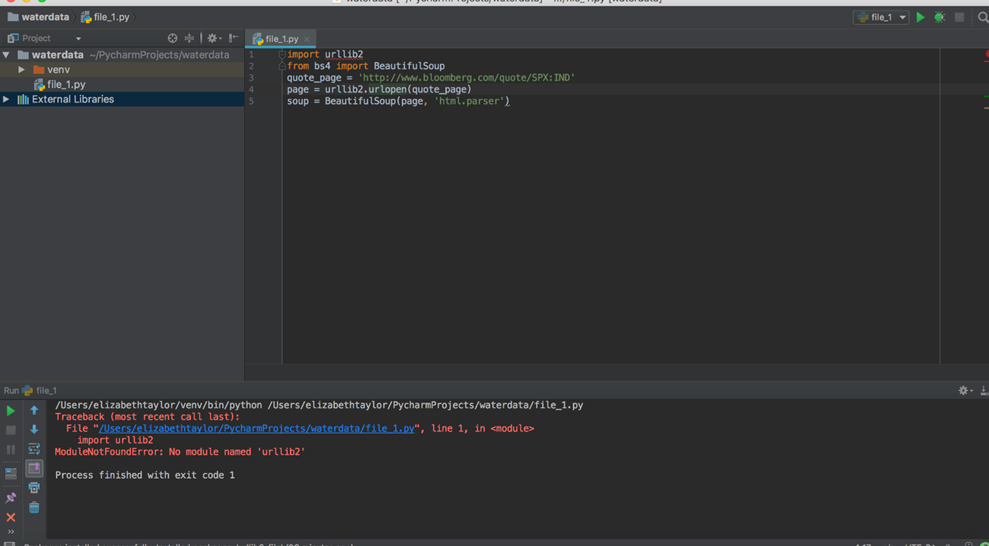 waterdata file_1.py file_1
Project file_1.py
waterdata ~/PycharmProjects/waterdata
venv
file_1.py
External Libraries
1 import urllib2
2 from bs4 import BeautifulSoup
3 quote_page = 'http://www.bloomberg.com/quote/SPX:IND'
4 page = urllib2.urlopen(quote_page)
5 soup = BeautifulSoup(page, 'html.parser')
Run file_1
/Users/elizabethtaylor/venv/bin/python /Users/elizabethtaylor/PycharmProjects/waterdata/file_1.py
Traceback (most recent call last):
File "/Users/elizabethtaylor/PycharmProjects/waterdata/file_1.py", line 1, in <module>
import urllib2
ModuleNotFoundError: No module named 'urllib2'
Process finished with exit code 1